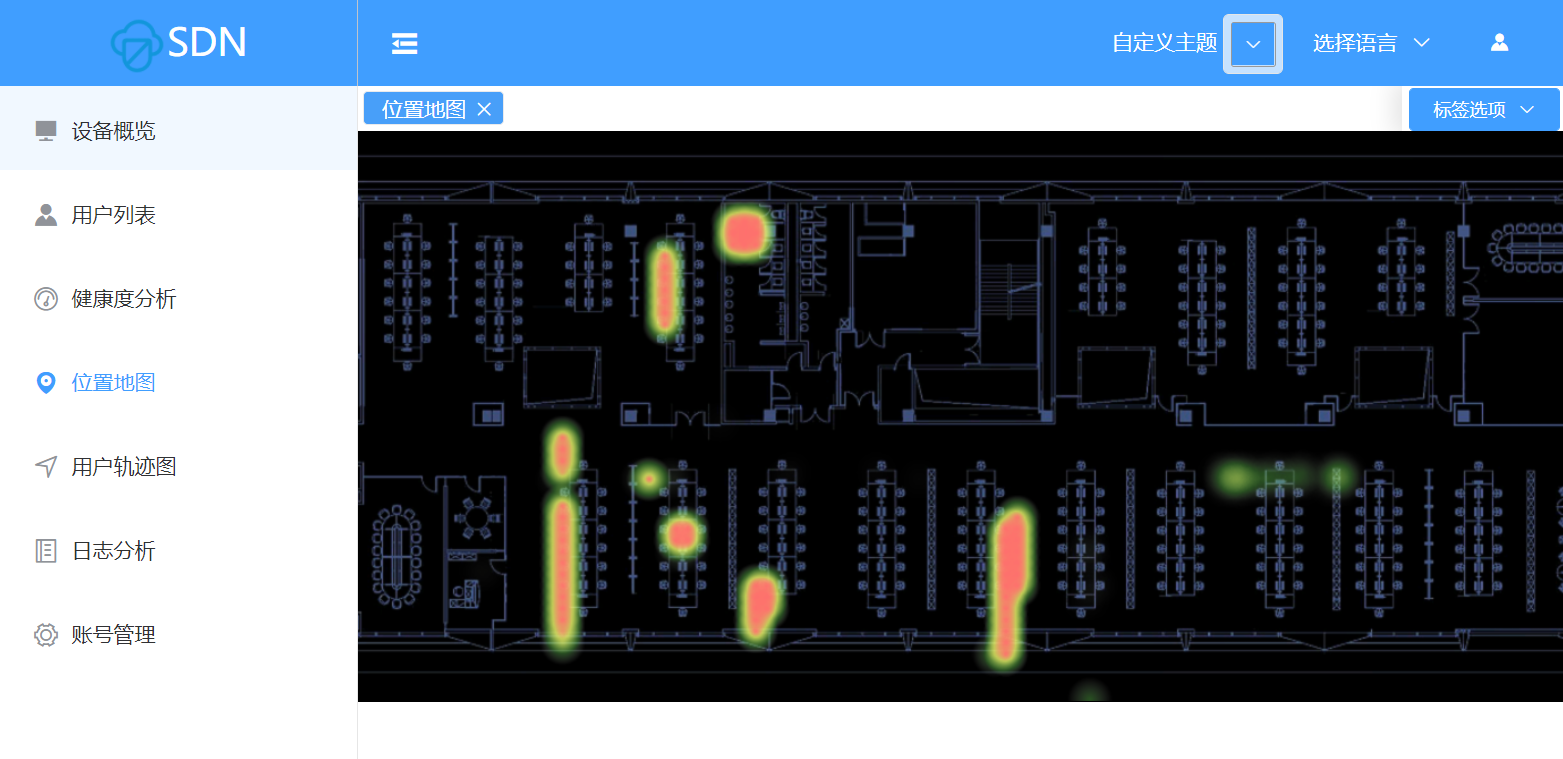 SDN
自定义主题
选择语言
位置地图
标签选项
设备概览
用户列表
健康度分析
位置地图
用户轨迹图
日志分析
账号管理